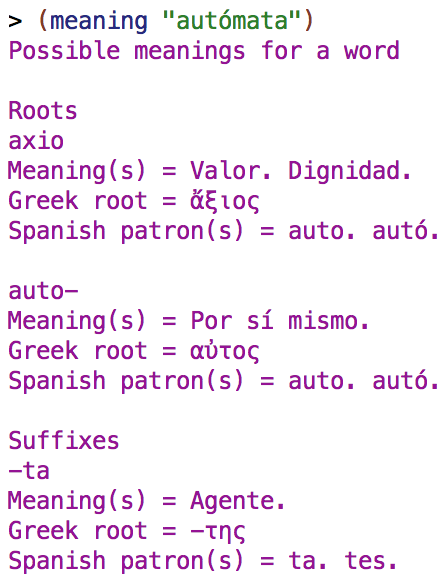 > (meaning "autómata")
Possible meanings for a word
Roots
axio
Meaning(s) = Valor. Dignidad.
Greek root = ἄξιος
Spanish patron(s) = auto. autó.
auto-
Meaning(s) = Por sí mismo.
Greek root = αὐτος
Spanish patron(s) = auto. autó.
Suffixes
-ta
Meaning(s) = Agente.
Greek root = -της
Spanish patron(s) = ta. tes.